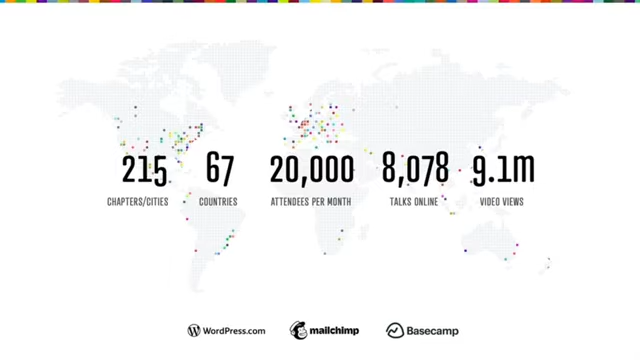 215 67 20,000 8,078 9.1m
CHAPTERS/CITIES COUNTRIES ATTENDEES PER MONTH TALKS ONLINE VIDEO VIEWS
WordPress.com mailchimp Basecamp